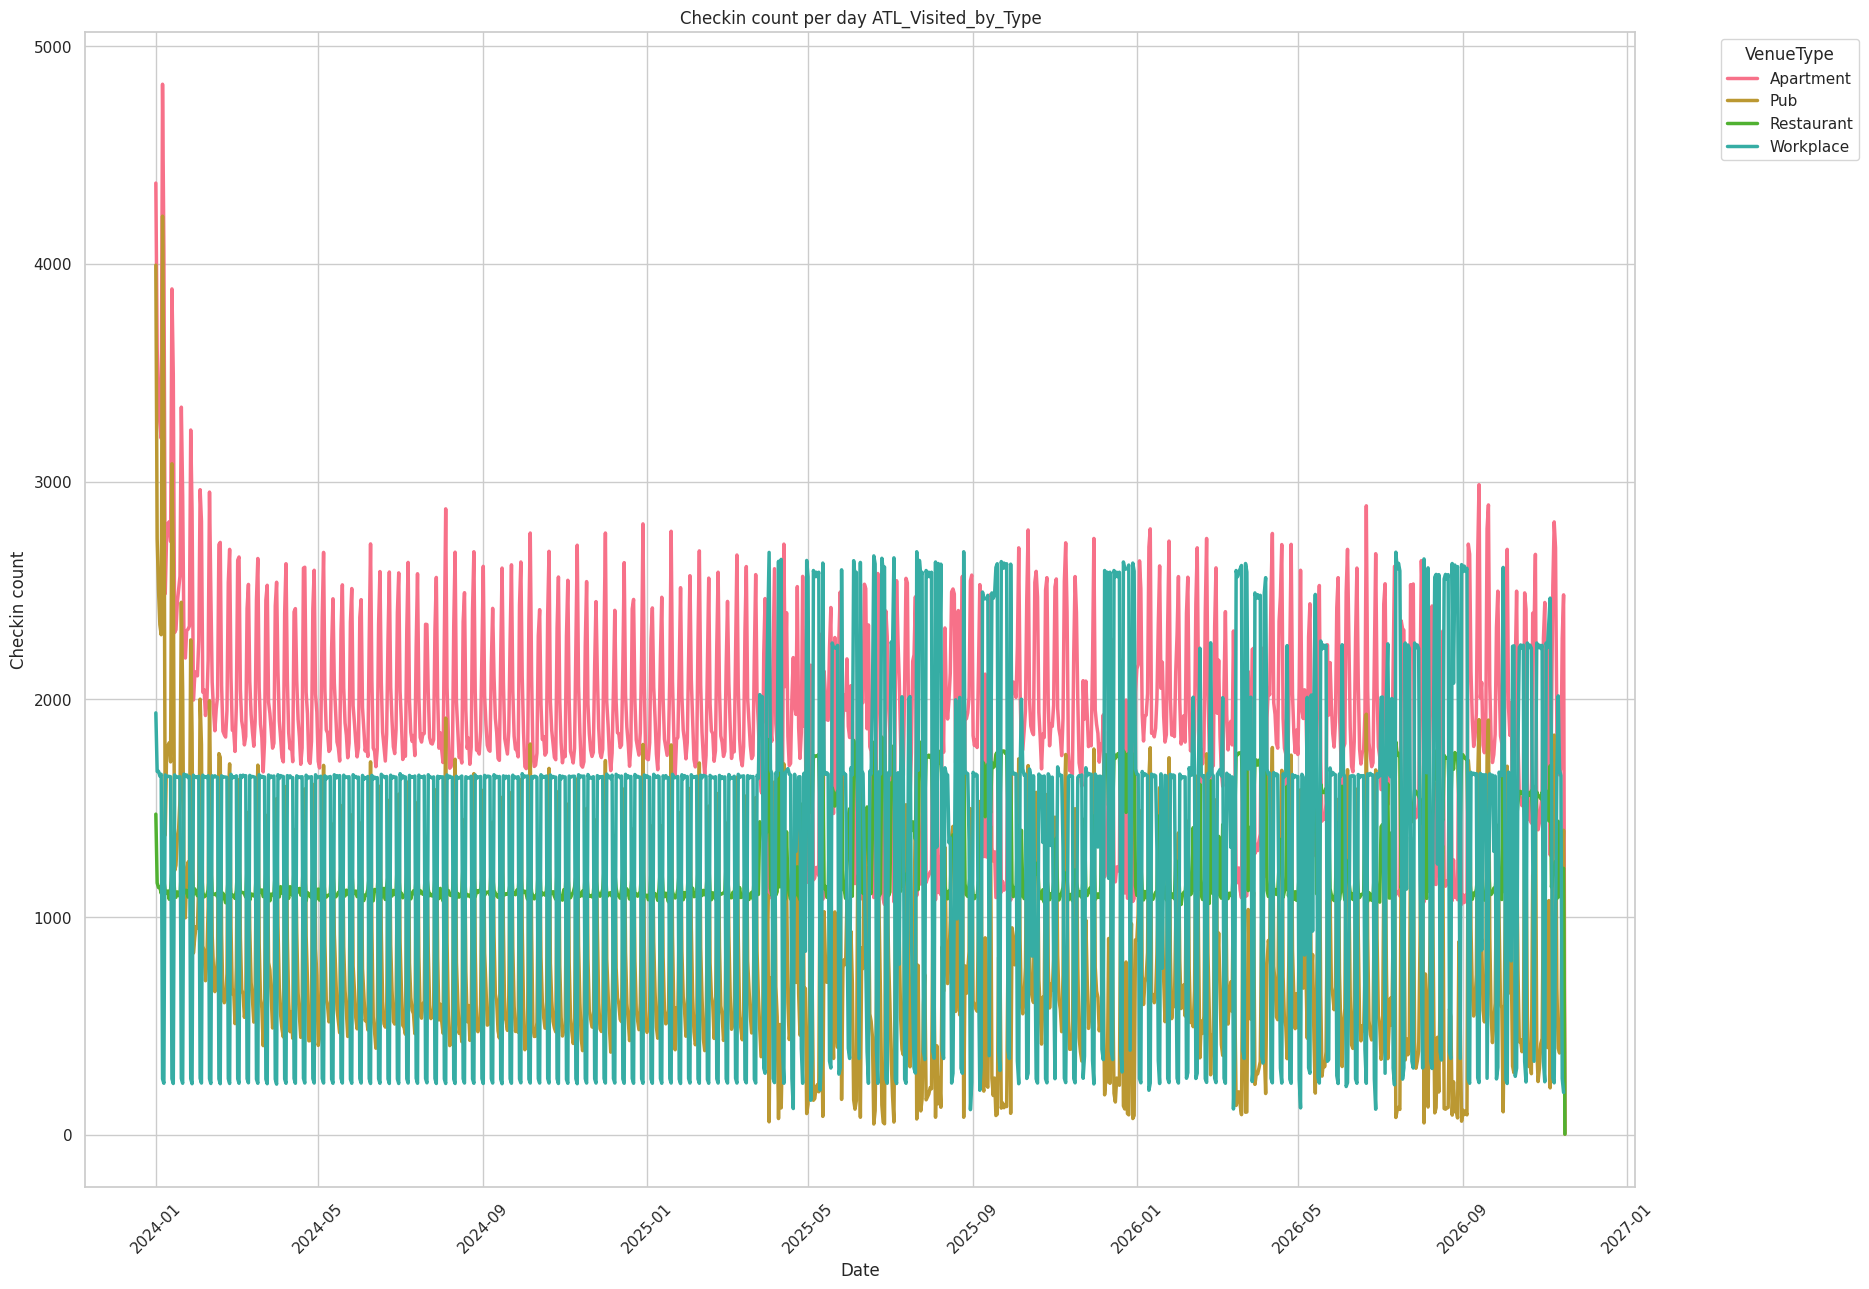 Checkin count per day ATL_Visited_by_Type
VenueType
Apartment
Pub
Restaurant
Workplace
Checkin count
5000
4000
3000
2000
1000
0
2024-01
2024-05
2024-09
2025-01
2025-05
2025-09
2026-01
2026-05
2026-09
2027-01
Date